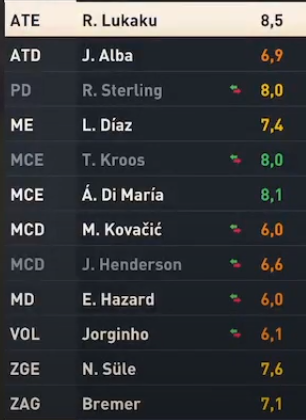 ATE R. Lukaku 8,5
ATD J. Alba 6,9
PD R. Sterling 8,0
ME L. Díaz 7,4
MCE T. Kroos 8,0
MCE Á. Di María 8,1
MCD M. Kovačić 6,0
MCD J. Henderson 6,6
MD E. Hazard 6,0
VOL Jorginho 6,1
ZGE N. Süle 7,6
ZAG Bremer 7,1